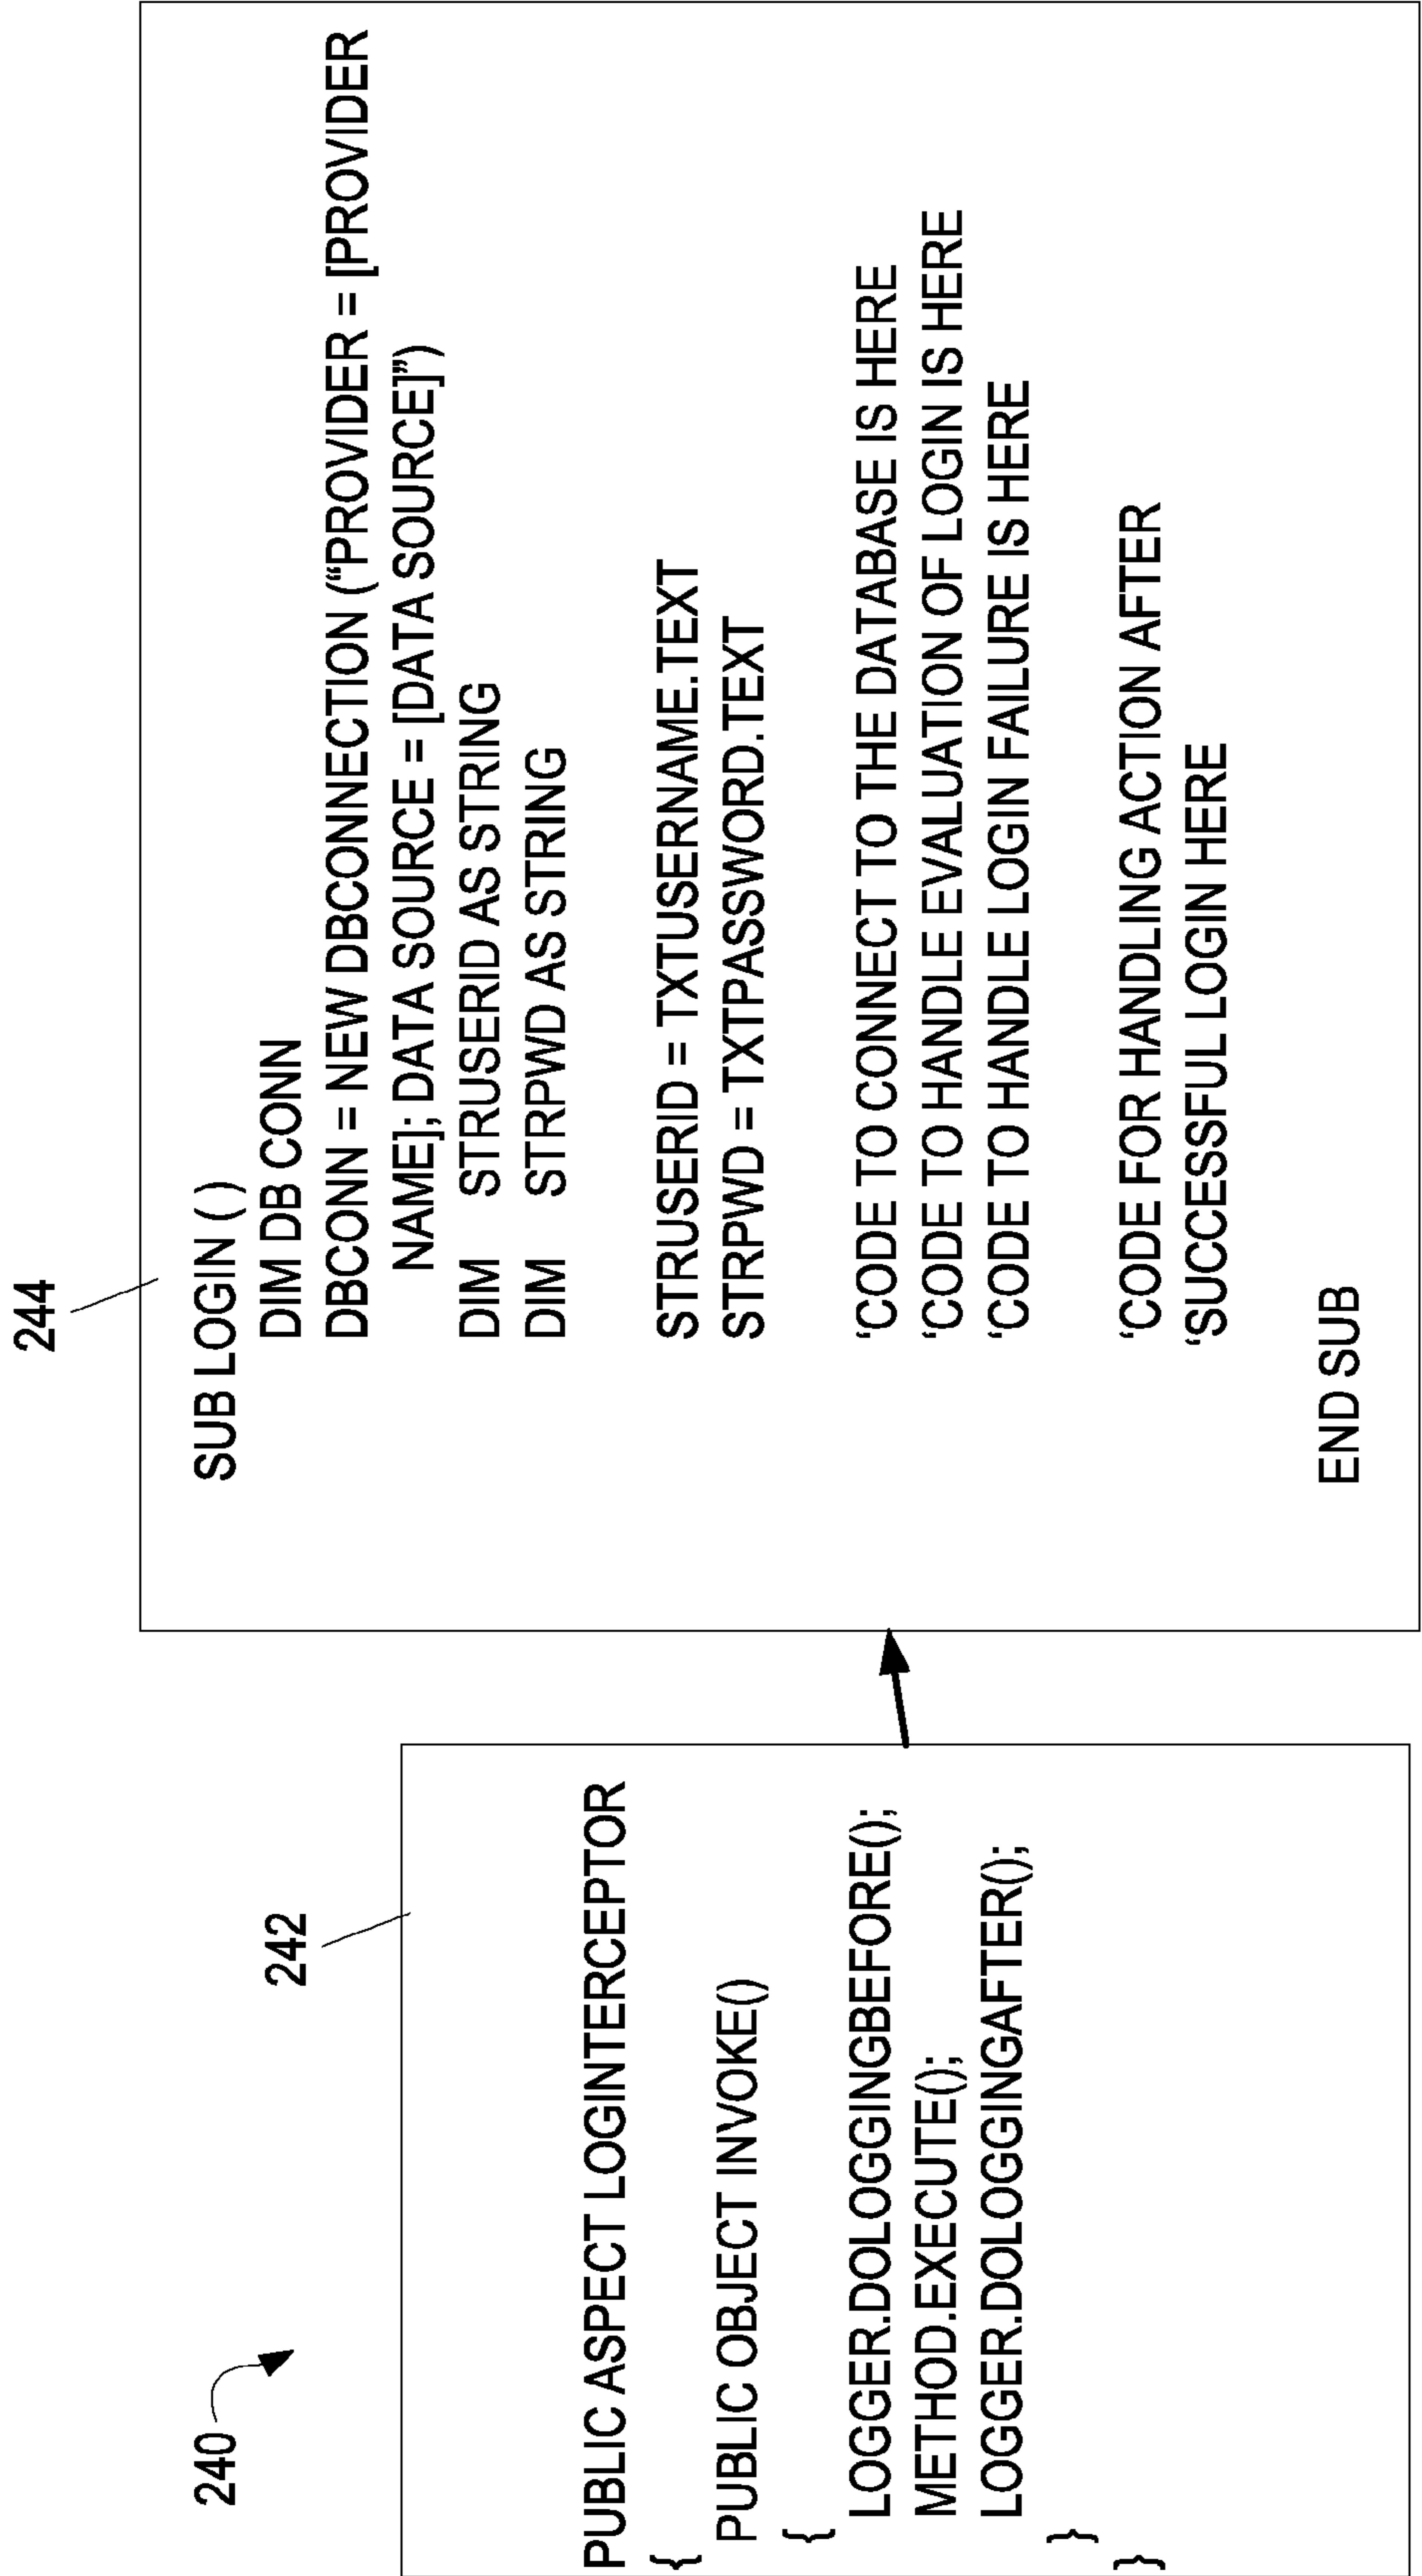 240
242
PUBLIC ASPECT LOGINTERCEPTOR
{
PUBLIC OBJECT INVOKE()
{
LOGGER.DOLOGGINGBEFORE();
METHOD.EXECUTE();
LOGGER.DOLOGGINGAFTER();
}
}
244
SUB LOGIN ( )
DIM DB CONN
DBCONN = NEW DBCONNECTION (“PROVIDER = [PROVIDER
NAME]; DATA SOURCE = [DATA SOURCE]”)
DIM STRUSERID AS STRING
DIM STRPWD AS STRING
STRUSERID = TXTUSERNAME.TEXT
STRPWD = TXTPASSWORD.TEXT
‘CODE TO CONNECT TO THE DATABASE IS HERE
‘CODE TO HANDLE EVALUATION OF LOGIN IS HERE
‘CODE TO HANDLE LOGIN FAILURE IS HERE
‘CODE FOR HANDLING ACTION AFTER
‘SUCCESSFUL LOGIN HERE
END SUB